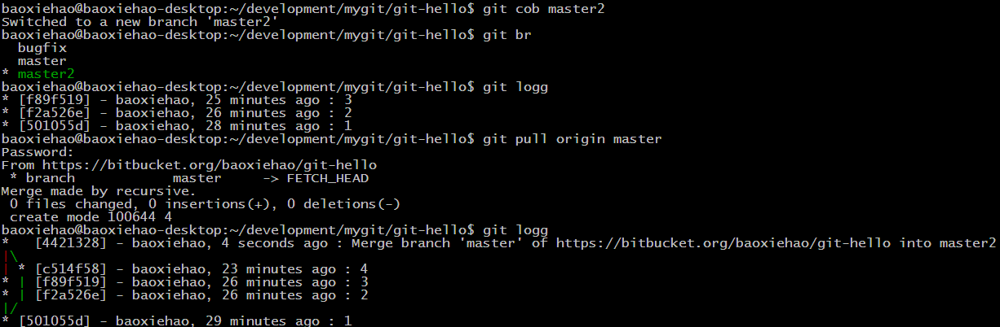 baoxiehao@baoxiehao-desktop:~/development/mygit/git-hello$ git cob master2
Switched to a new branch 'master2'
baoxiehao@baoxiehao-desktop:~/development/mygit/git-hello$ git br
  bugfix
  master
* master2
baoxiehao@baoxiehao-desktop:~/development/mygit/git-hello$ git logg
* [f89f519] - baoxiehao, 25 minutes ago : 3
* [f2a526e] - baoxiehao, 26 minutes ago : 2
* [501055d] - baoxiehao, 28 minutes ago : 1
baoxiehao@baoxiehao-desktop:~/development/mygit/git-hello$ git pull origin master
Password:
From https://bitbucket.org/baoxiehao/git-hello
 * branch            master     -> FETCH_HEAD
Merge made by recursive.
 0 files changed, 0 insertions(+), 0 deletions(-)
 create mode 100644 4
baoxiehao@baoxiehao-desktop:~/development/mygit/git-hello$ git logg
*   [4421328] - baoxiehao, 4 seconds ago : Merge branch 'master' of https://bitbucket.org/baoxiehao/git-hello into master2
|\
| * [c514f58] - baoxiehao, 23 minutes ago : 4
* | [f89f519] - baoxiehao, 26 minutes ago : 3
* | [f2a526e] - baoxiehao, 26 minutes ago : 2
|/
* [501055d] - baoxiehao, 29 minutes ago : 1